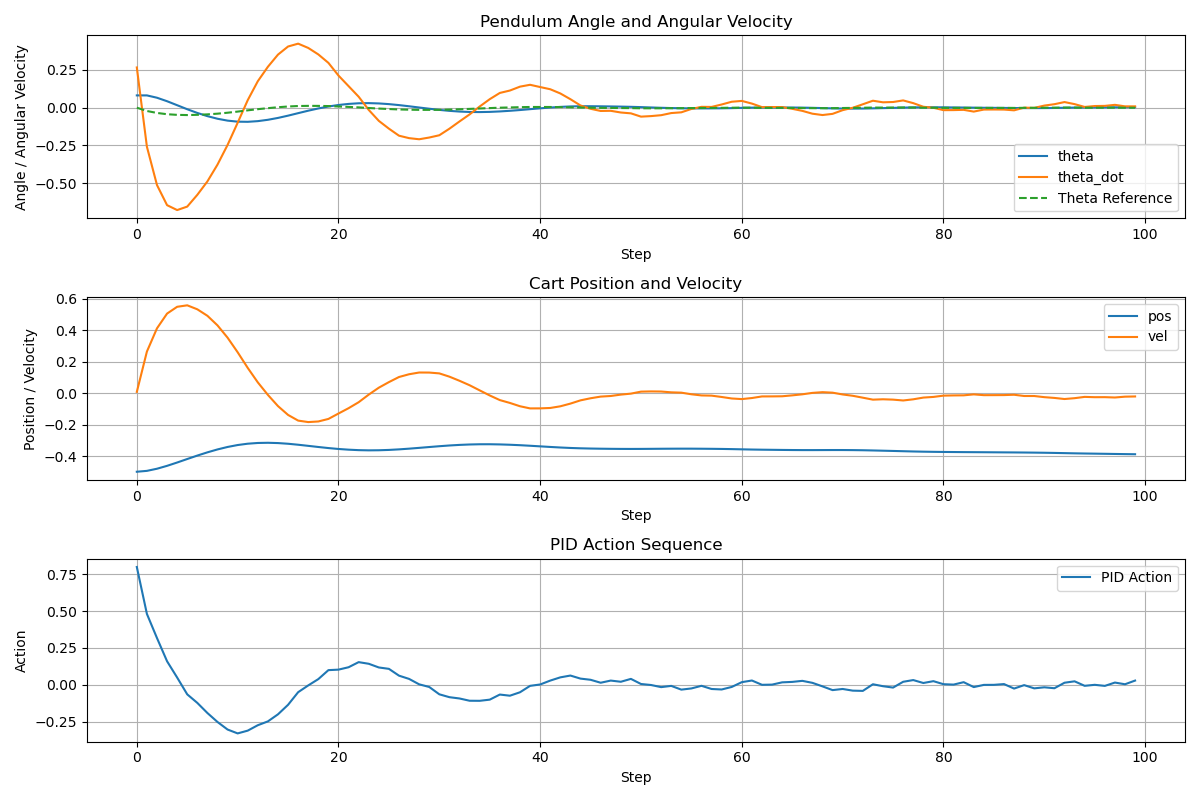 Pendulum Angle and Angular Velocity
Angle / Angular Velocity
0.25
0.00
−0.25
−0.50
theta
theta_dot
Theta Reference
0 20 40 60 80 100
Step
Cart Position and Velocity
Position / Velocity
0.6
0.4
0.2
0.0
−0.2
−0.4
pos
vel
0 20 40 60 80 100
Step
PID Action Sequence
Action
0.75
0.50
0.25
0.00
−0.25
PID Action
0 20 40 60 80 100
Step